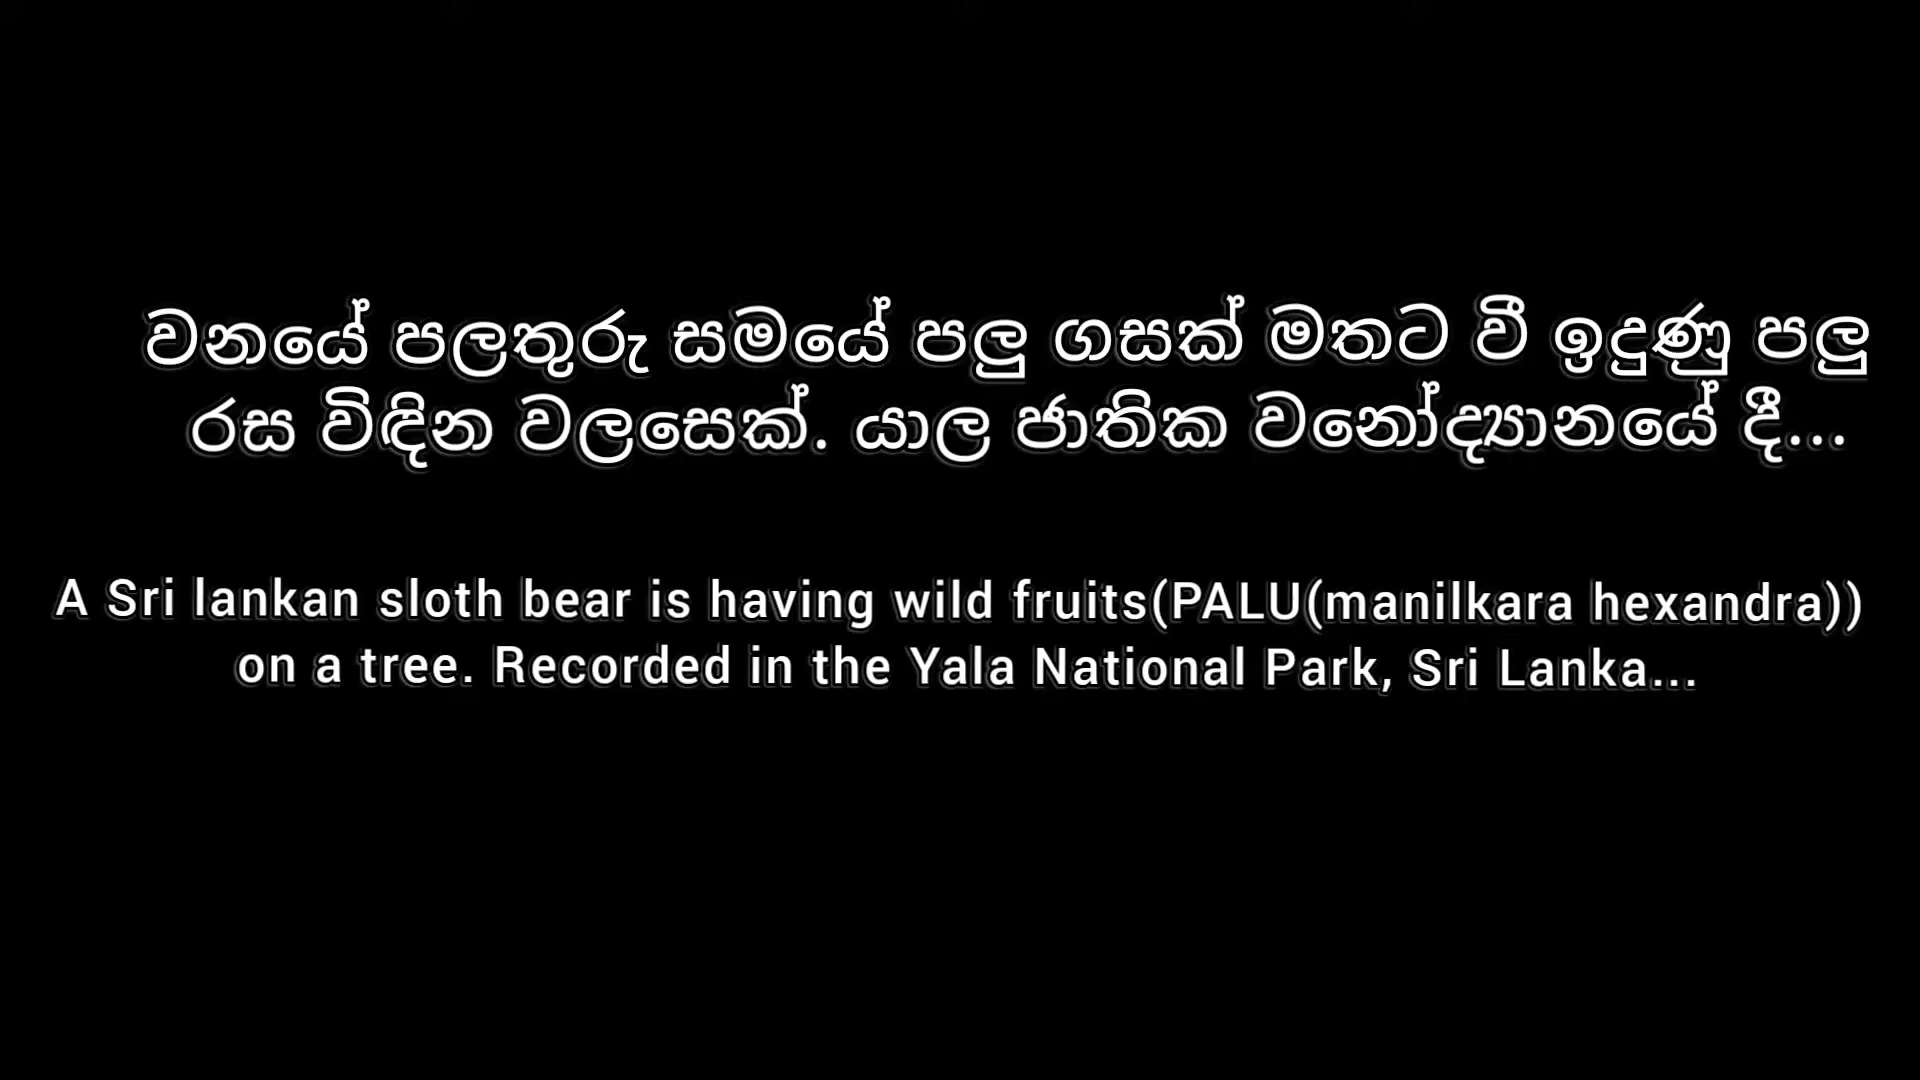 වනයේ පලතුරු සමයේ පලු ගසක් මතට වී ඉදුණු පලු
රස විඳින වලසෙක්. යාල ජාතික වනෝද්‍යානයේ දී...
A Sri lankan sloth bear is having wild fruits(PALU(manilkara hexandra))
on a tree. Recorded in the Yala National Park, Sri Lanka...